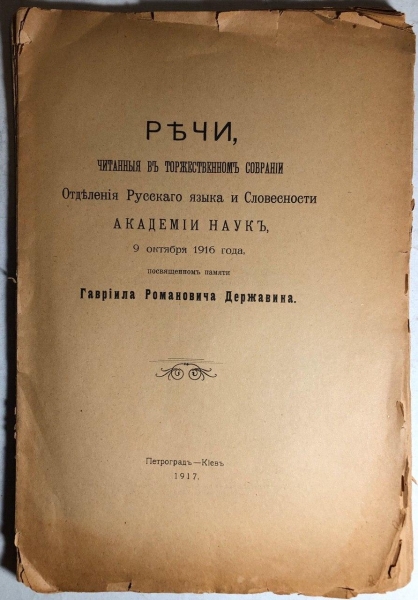 РѢЧИ,
ЧИТАННЫЯ ВЪ ТОРЖЕСТВЕННОМЪ СОБРАНІИ
Отдѣленія Русскаго языка и Словесности
АКАДЕМІИ НАУКЪ,
9 октября 1916 года,
посвященномъ памяти
Гавріила Романовича Державина.
Петроградъ—Кіевъ
1917.